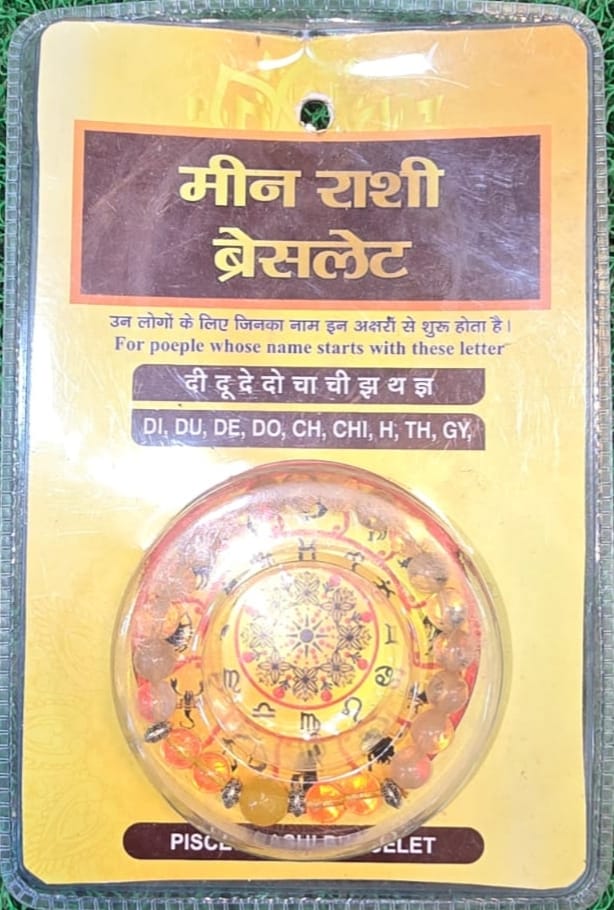 मीन राशी
ब्रेसलेट
उन लोगों के लिए जिनका नाम इन अक्षरों से शुरू होता है।
For poeple whose name starts with these letter
दी दू दे दो चा ची झ थ ज्ञ
DI, DU, DE, DO, CH, CHI, H, TH, GY,